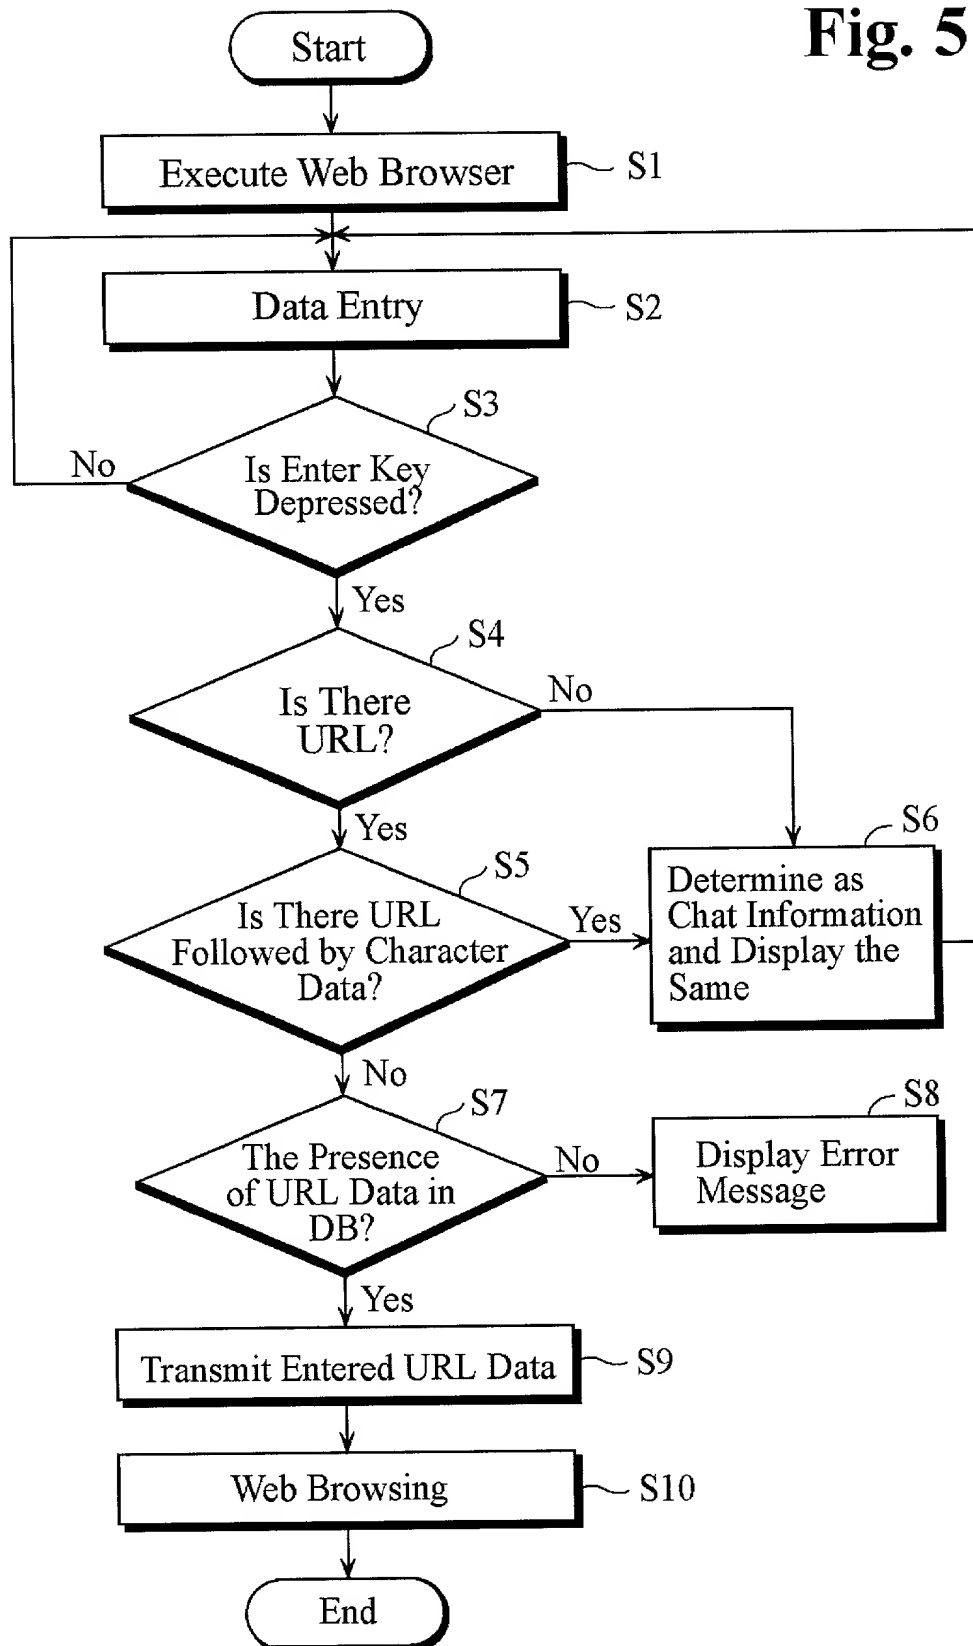 Fig. 5
Start
Execute Web Browser
S1
Data Entry
S2
S3
No
Is Enter Key
Depressed?
Yes
S4
No
Is There
URL?
Yes
S6
S5
Is There URL
Followed by Character
Data?
Yes
Determine as
Chat Information
and Display the
Same
No
S7
S8
The Presence
of URL Data in
DB?
No
Display Error
Message
Yes
Transmit Entered URL Data
S9
Web Browsing
S10
End